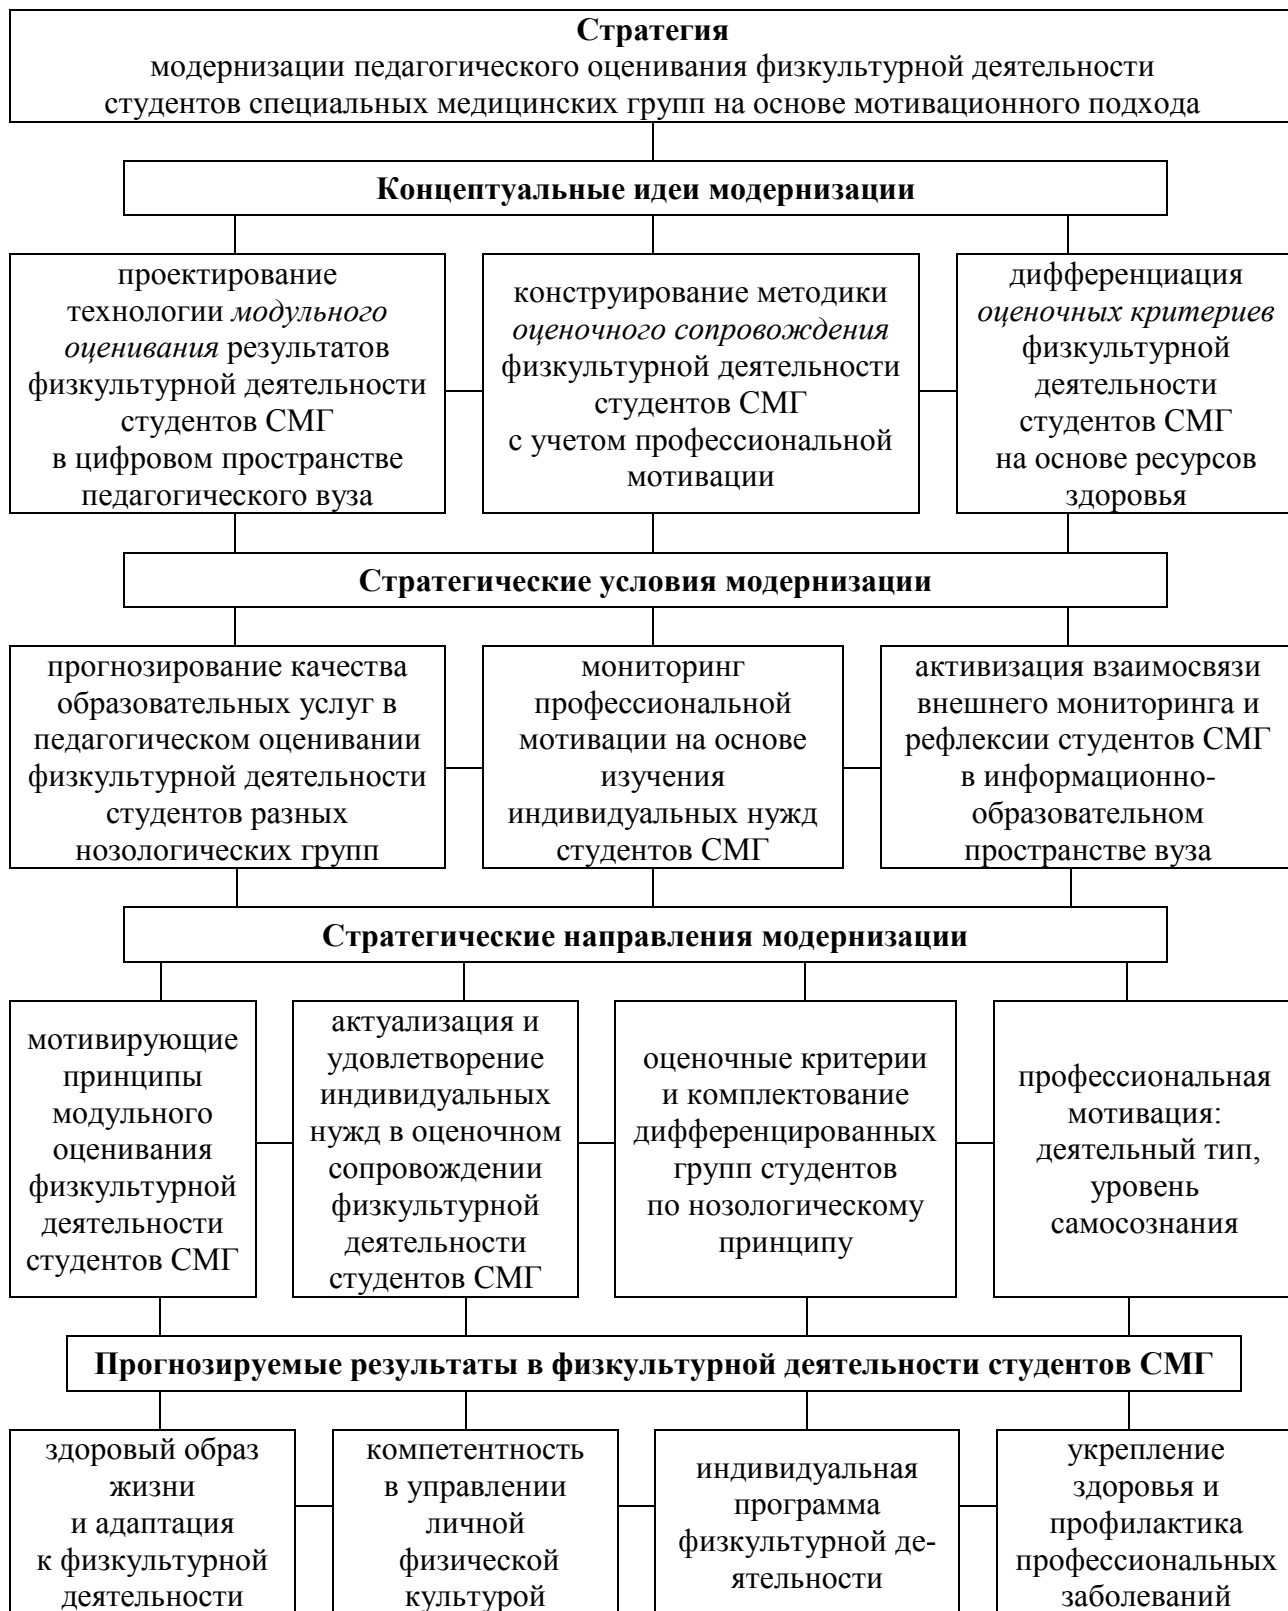 Стратегия
модернизации педагогического оценивания физкультурной деятельности
студентов специальных медицинских групп на основе мотивационного подхода
Концептуальные идеи модернизации
проектирование
технологии модульного
оценивания результатов
физкультурной деятельности
студентов СМГ
в цифровом пространстве
педагогического вуза
конструирование методики
оценочного сопровождения
физкультурной деятельности
студентов СМГ
с учетом профессиональной
мотивации
дифференциация
оценочных критериев
физкультурной
деятельности
студентов СМГ
на основе ресурсов
здоровья
Стратегические условия модернизации
прогнозирование качества
образовательных услуг в
педагогическом оценивании
физкультурной деятельности
студентов разных
нозологических групп
мониторинг
профессиональной
мотивации на основе
изучения
индивидуальных нужд
студентов СМГ
активизация взаимосвязи
внешнего мониторинга и
рефлексии студентов СМГ
в информационно-
образовательном
пространстве вуза
Стратегические направления модернизации
мотивирующие
принципы
модульного
оценивания
физкультурной
деятельности
студентов СМГ
актуализация и
удовлетворение
индивидуальных
нужд в оценочном
сопровождении
физкультурной
деятельности
студентов СМГ
оценочные критерии
и комплектование
дифференцированных
групп студентов
по нозологическому
принципу
профессиональная
мотивация:
деятельный тип,
уровень
самосознания
Прогнозируемые результаты в физкультурной деятельности студентов СМГ
здоровый образ
жизни
и адаптация
к физкультурной
деятельности
компетентность
в управлении
личной
физической
культурой
индивидуальная
программа
физкультурной де-
ятельности
укрепление
здоровья и
профилактика
профессиональных
заболеваний